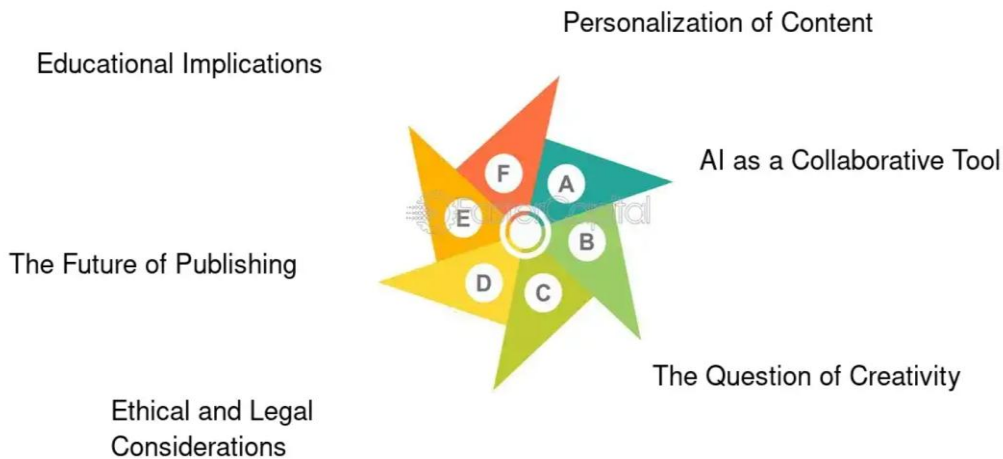 Personalization of Content
Educational Implications
AI as a Collaborative Tool
F
A
E
B
D
C
The Future of Publishing
The Question of Creativity
Ethical and Legal
Considerations